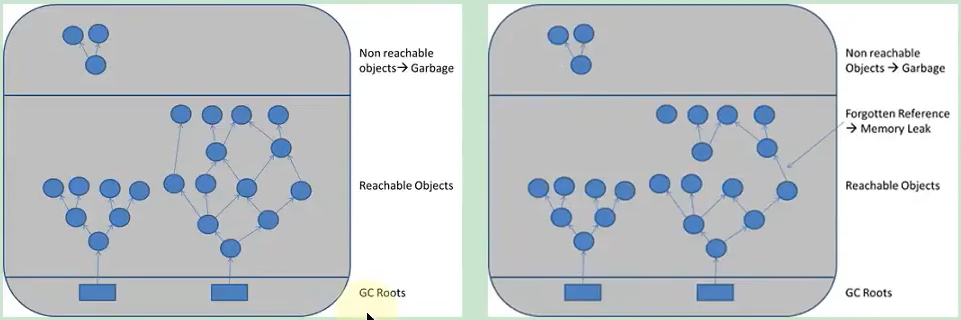 Non reachable
objects→ Garbage
Reachable Objects
GC Roots
Non reachable
Objects → Garbage
Forgotten Reference
→ Memory Leak
Reachable Objects
GC Roots